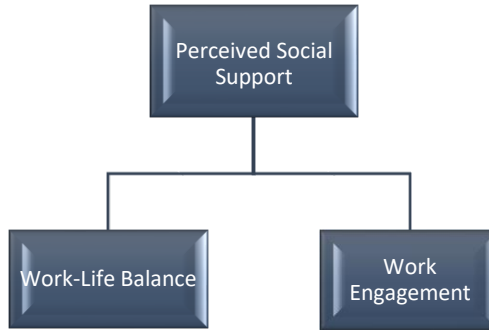 Perceived Social
Support
Work-Life Balance
Work
Engagement